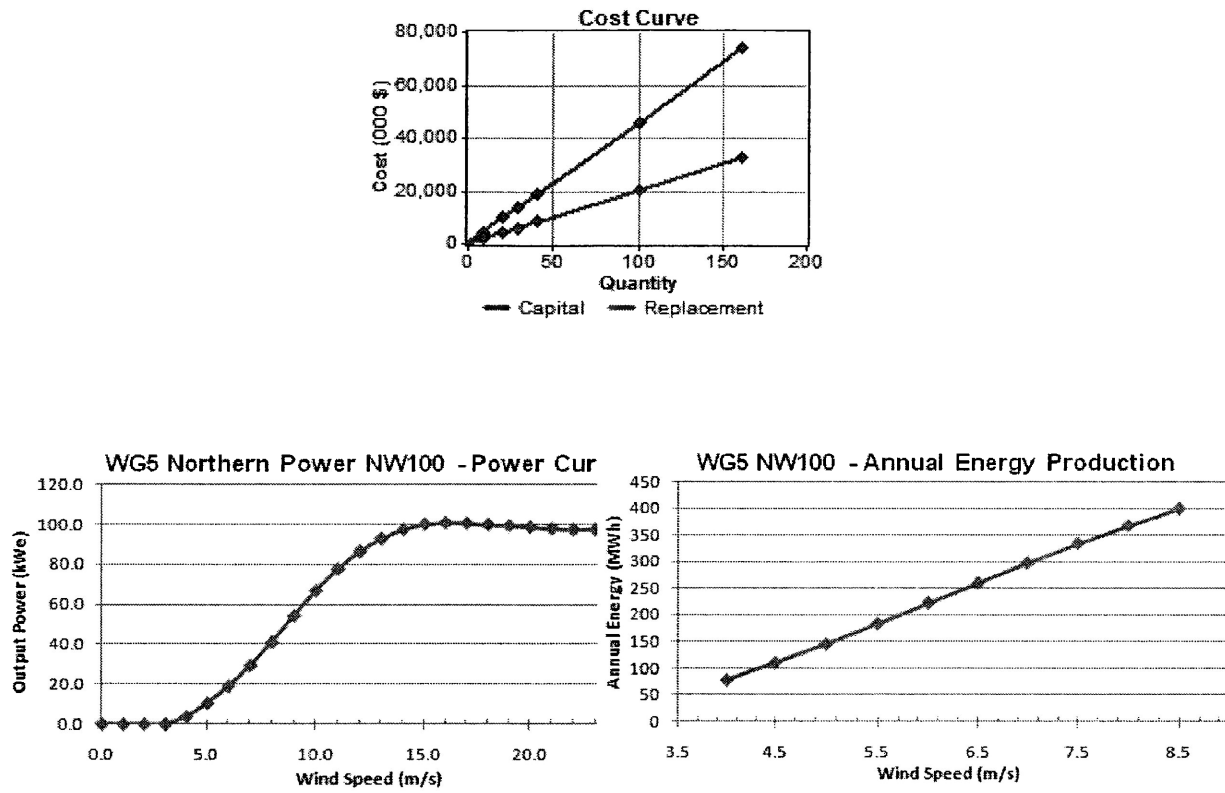 Cost Curve
80,000
60,000
40,000
20,000
0
Cost (000 $)
0 50 100 150 200
Quantity
Capital Replacement
WG5 Northern Power NW100 - Power Cur
120.0
100.0
80.0
60.0
40.0
20.0
0.0
Output Power (kWe)
0.0 5.0 10.0 15.0 20.0
Wind Speed (m/s)
WG5 NW100 - Annual Energy Production
450
400
350
300
250
200
150
100
50
0
Annual Energy (MWh)
3.5 4.5 5.5 6.5 7.5 8.5
Wind Speed (m/s)